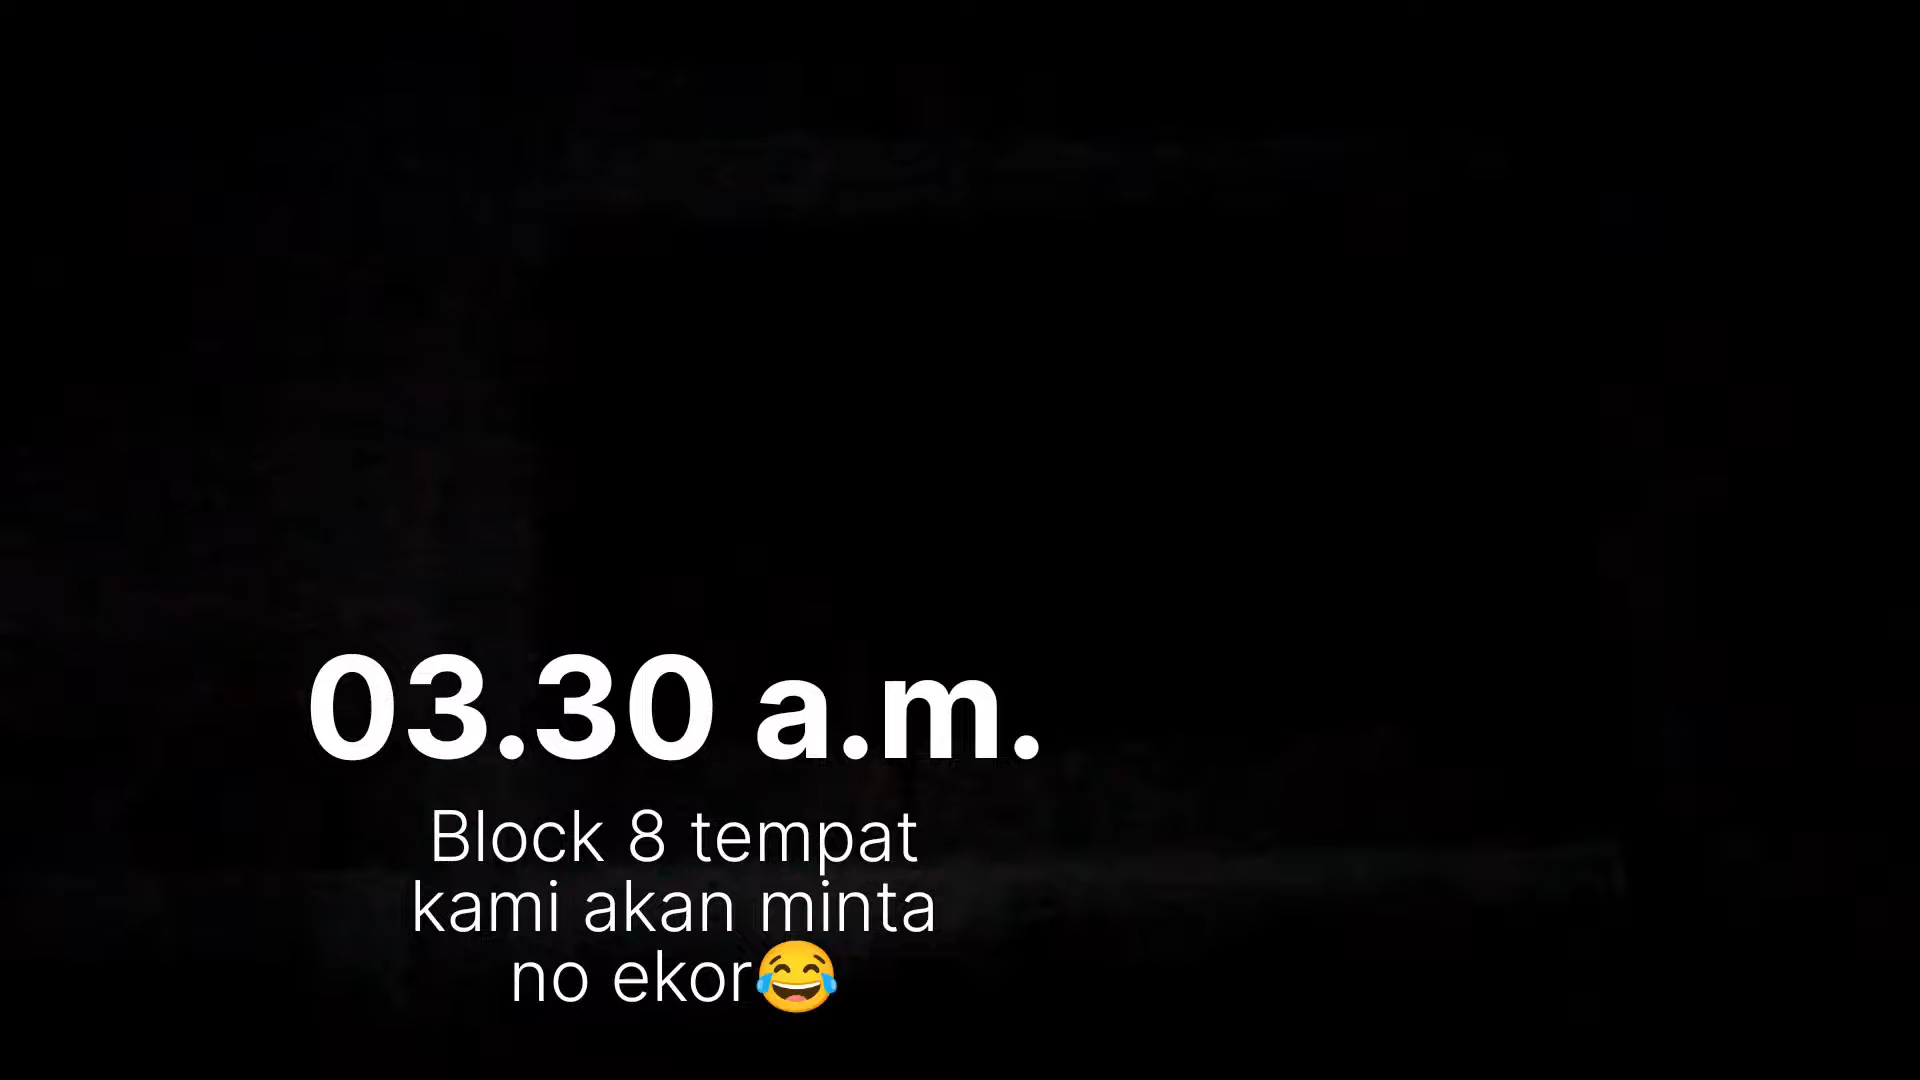 03.30 a.m.
Block 8 tempat
kami akan minta
no ekor😂